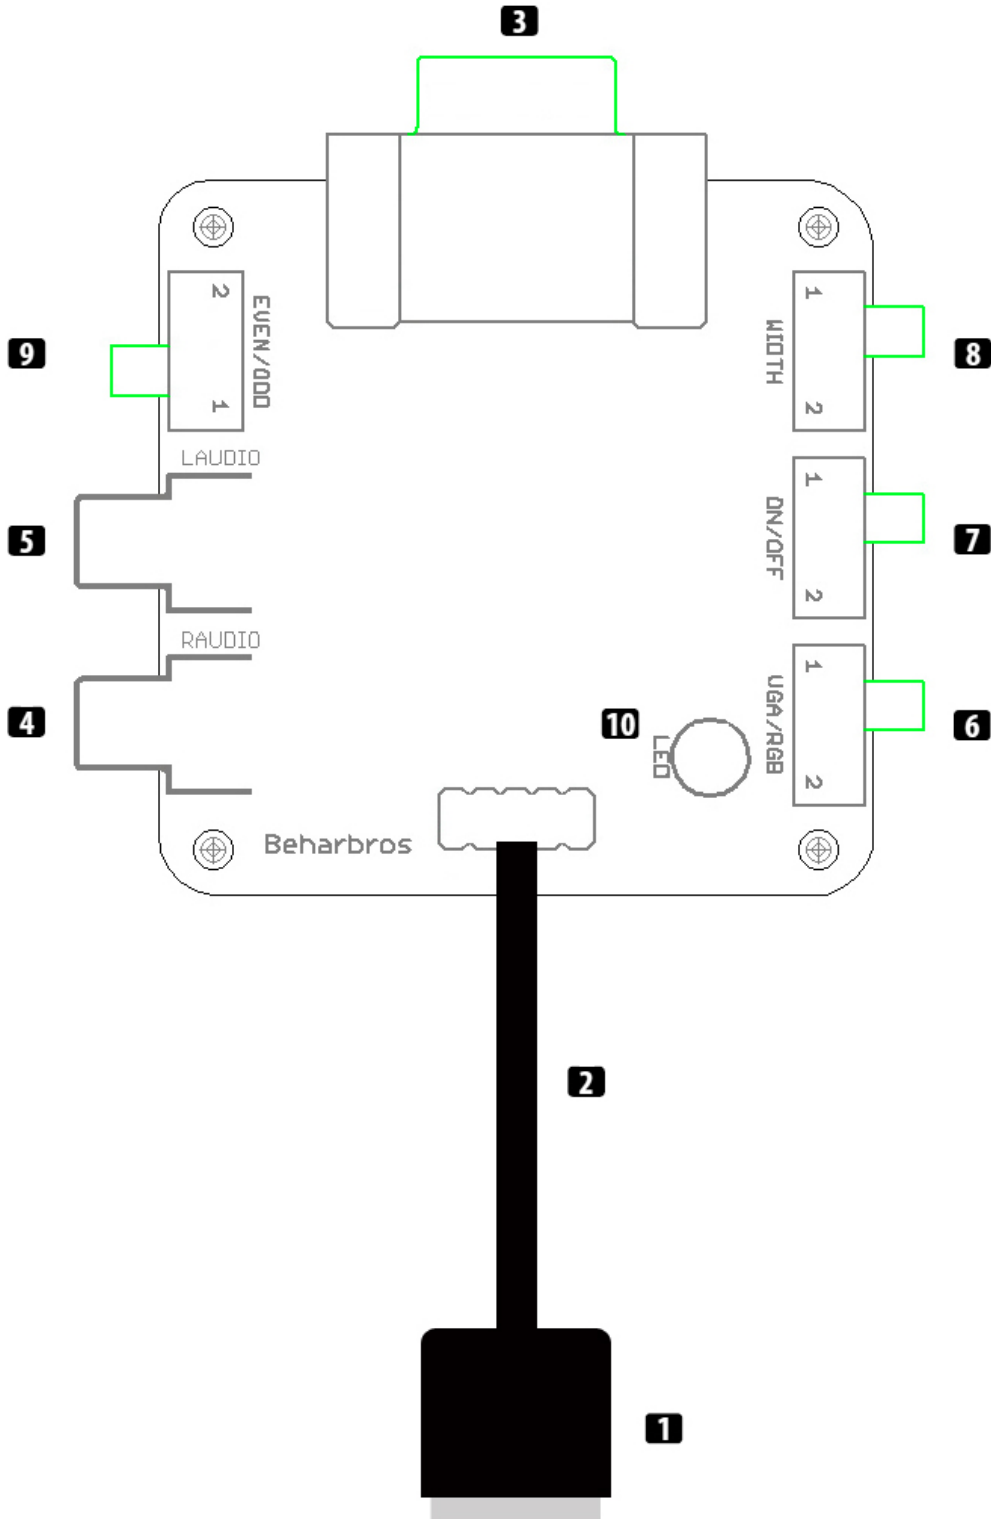 3
2
EVEN/ODD
1
9
1
WIDTH
2
8
LAUDIO
5
1
ON/OFF
2
7
RAUDIO
4
10
LED
1
VGA/RGB
2
6
Beharbros
2
1